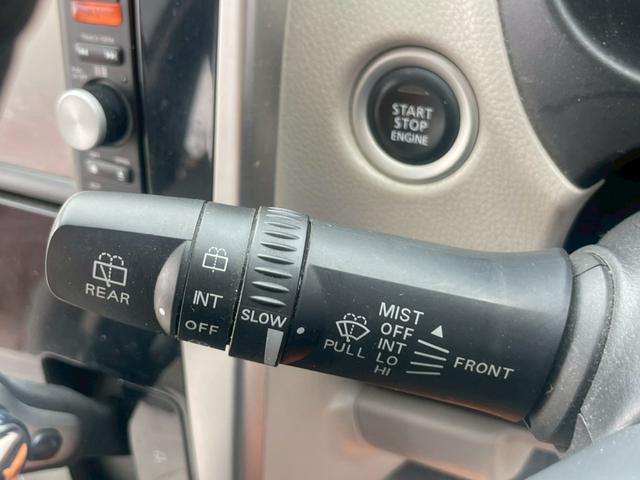 START
STOP
ENGINE
REAR
INT
OFF
SLOW
PULL
MIST
OFF
INT
LO
HI
FRONT